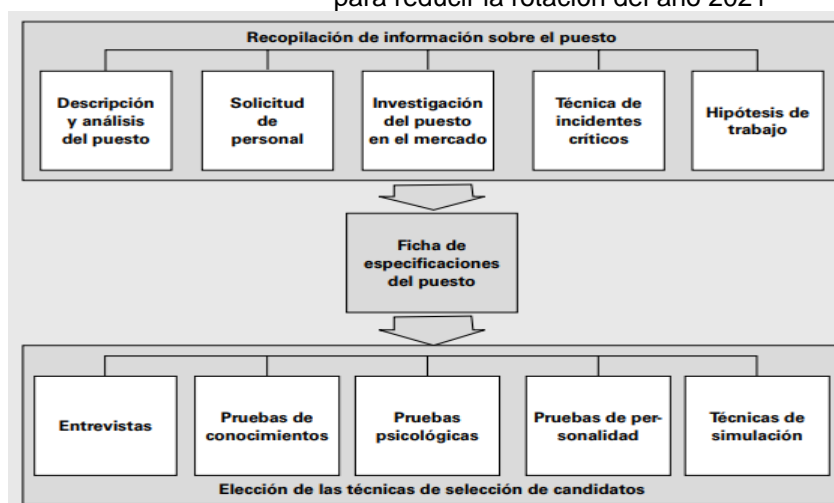 para reducir la rotación del año 2021
Recopilación de información sobre el puesto
Descripción
y análisis
del puesto
Solicitud
de
personal
Investigación
del puesto
en el mercado
Técnica de
incidentes
críticos
Hipótesis de
trabajo
Ficha de
especificaciones
del puesto
Entrevistas
Pruebas de
conocimientos
Pruebas
psicológicas
Pruebas de per-
sonalidad
Técnicas de
simulación
Elección de las técnicas de selección de candidatos